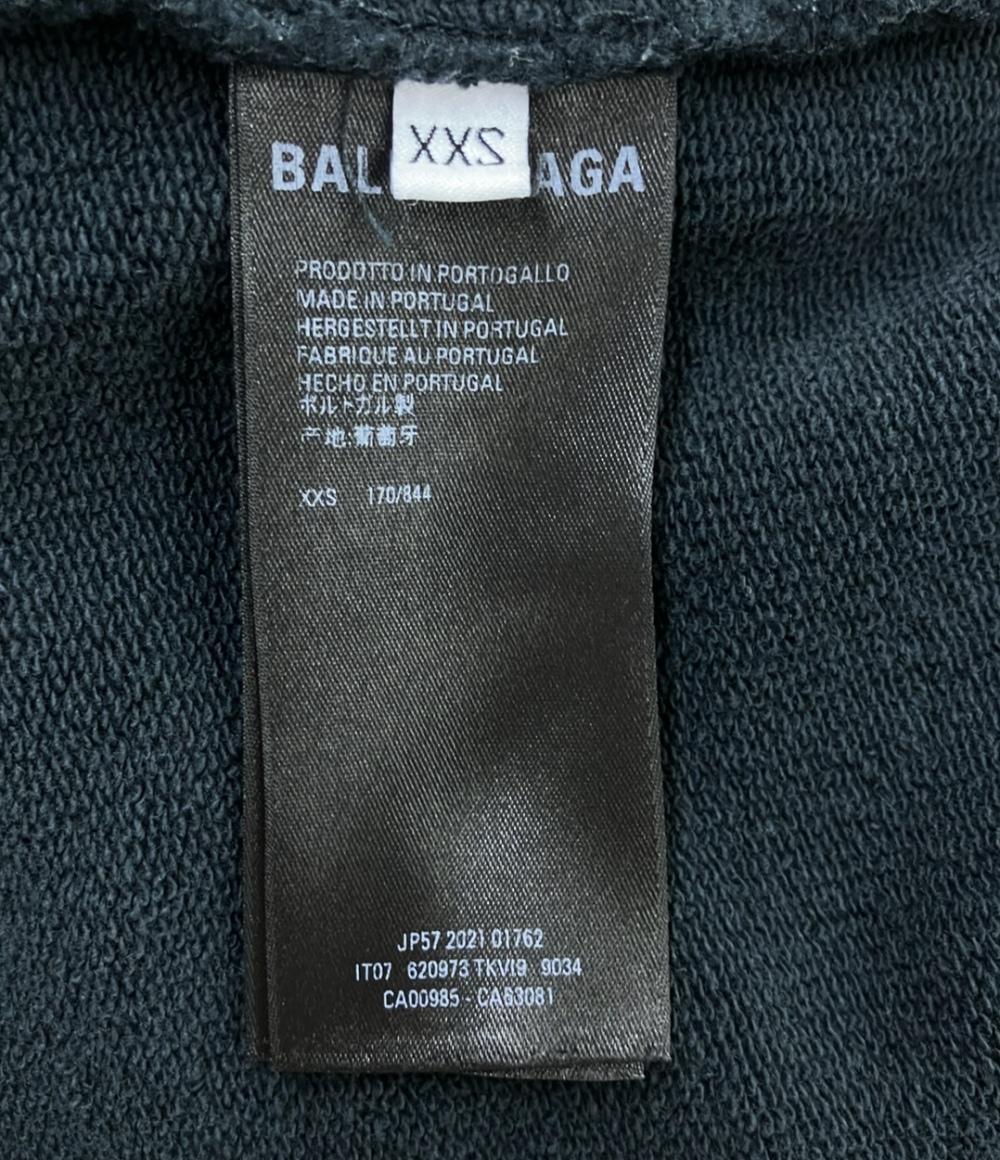 XXS
BAL AGA
PRODOTTO IN PORTOGALLO
MADE IN PORTUGAL
HERGESTELLT IN PORTUGAL
FABRIQUE AU PORTUGAL
HECHO EN PORTUGAL
ポルトガル製
产地:葡萄牙
XXS 170/844
JP57 2021 01762
IT07 620973 TKVI9 9034
CA00985 - CA63081